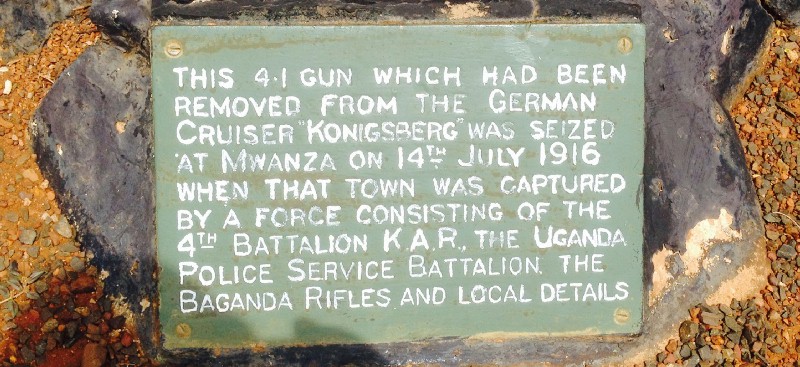 THIS 4·1 GUN WHICH HAD BEEN
REMOVED FROM THE GERMAN
CRUISER "KONIGSBERG" WAS SEIZED
AT MWANZA ON 14TH JULY 1916
WHEN THAT TOWN WAS CAPTURED
BY A FORCE CONSISTING OF THE
4TH BATTALION K.A.R., THE UGANDA
POLICE SERVICE BATTALION. THE
BAGANDA RIFLES AND LOCAL DETAILS